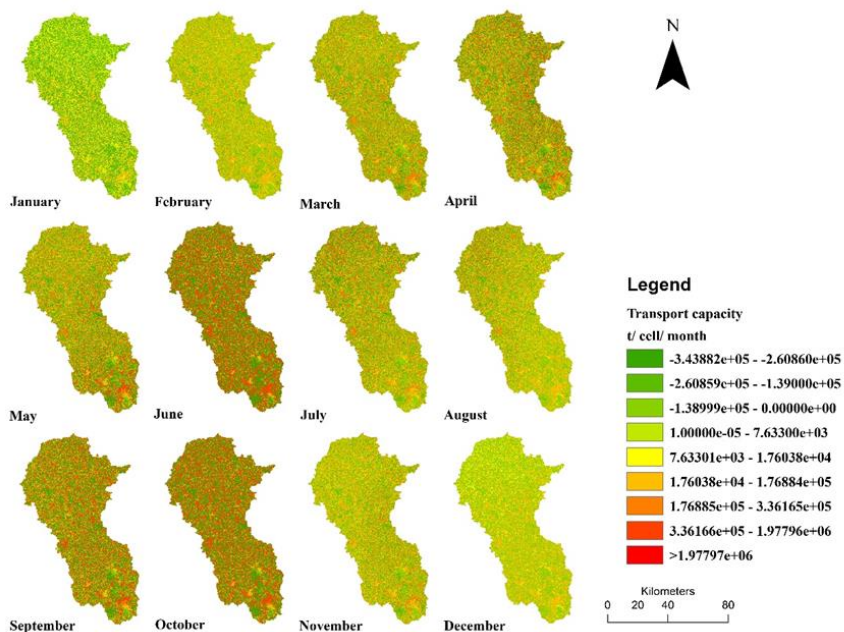 N
January
February
March
April
May
June
July
August
September
October
November
December
Legend
Transport capacity
t/ cell/ month
-3.43882e+05 - -2.60860e+05
-2.60859e+05 - -1.39000e+05
-1.38999e+05 - 0.00000e+00
1.00000e-05 - 7.63300e+03
7.63301e+03 - 1.76038e+04
1.76038e+04 - 1.76884e+05
1.76885e+05 - 3.36165e+05
3.36166e+05 - 1.97796e+06
>1.97797e+06
Kilometers
0 20 40 80